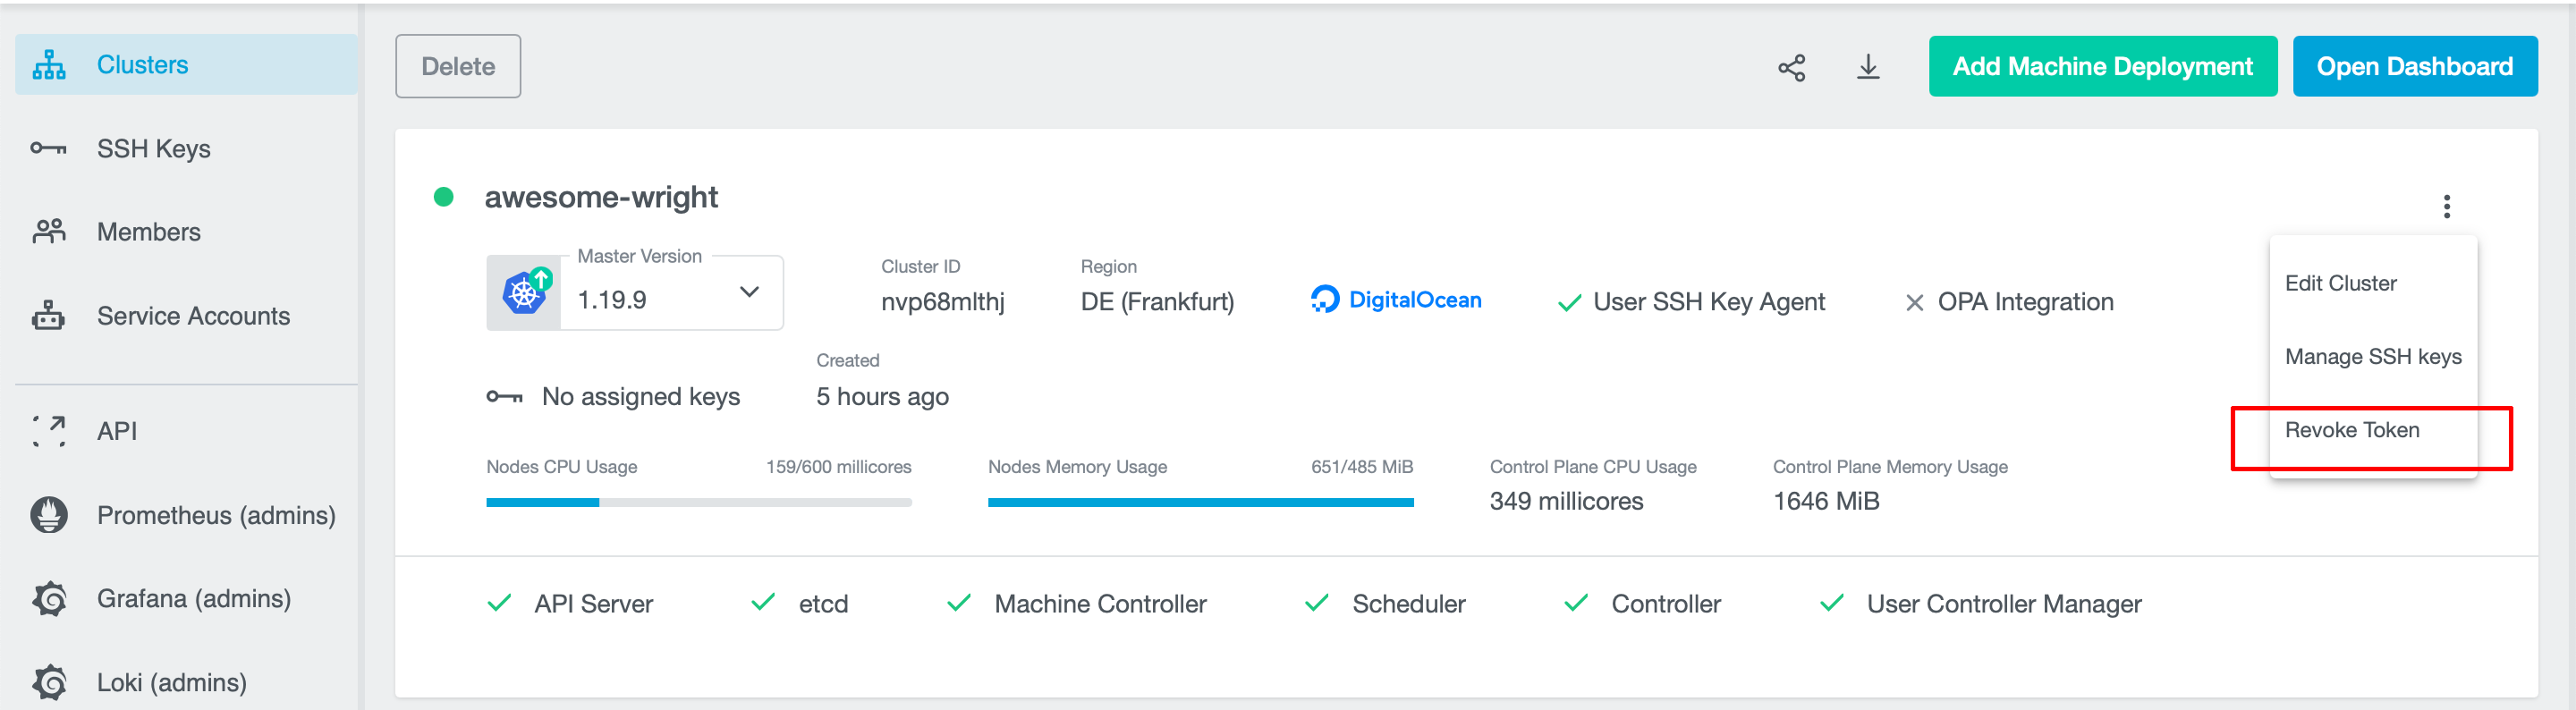 Clusters
SSH Keys
Members
Service Accounts
API
Prometheus (admins)
Grafana (admins)
Loki (admins)
Delete
Add Machine Deployment
Open Dashboard
awesome-wright
Master Version
1.19.9
Cluster ID
nvp68mlthj
Region
DE (Frankfurt)
DigitalOcean
User SSH Key Agent
OPA Integration
Edit Cluster
Manage SSH keys
Revoke Token
No assigned keys
Created
5 hours ago
Nodes CPU Usage
159/600 millicores
Nodes Memory Usage
651/485 MiB
Control Plane CPU Usage
349 millicores
Control Plane Memory Usage
1646 MiB
API Server
etcd
Machine Controller
Scheduler
Controller
User Controller Manager